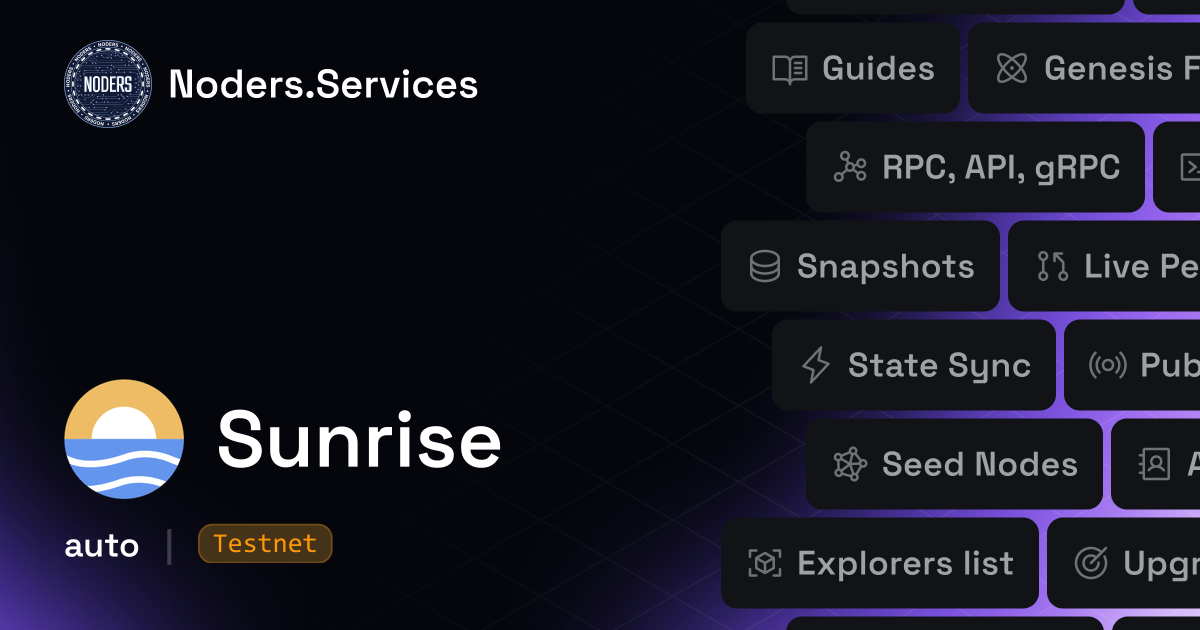 NODERS
Noders.Services
Sunrise
auto
Testnet
Guides
Genesis F
RPC, API, gRPC
Snapshots
Live Pe
State Sync
Pub
Seed Nodes
A
Explorers list
Upgr